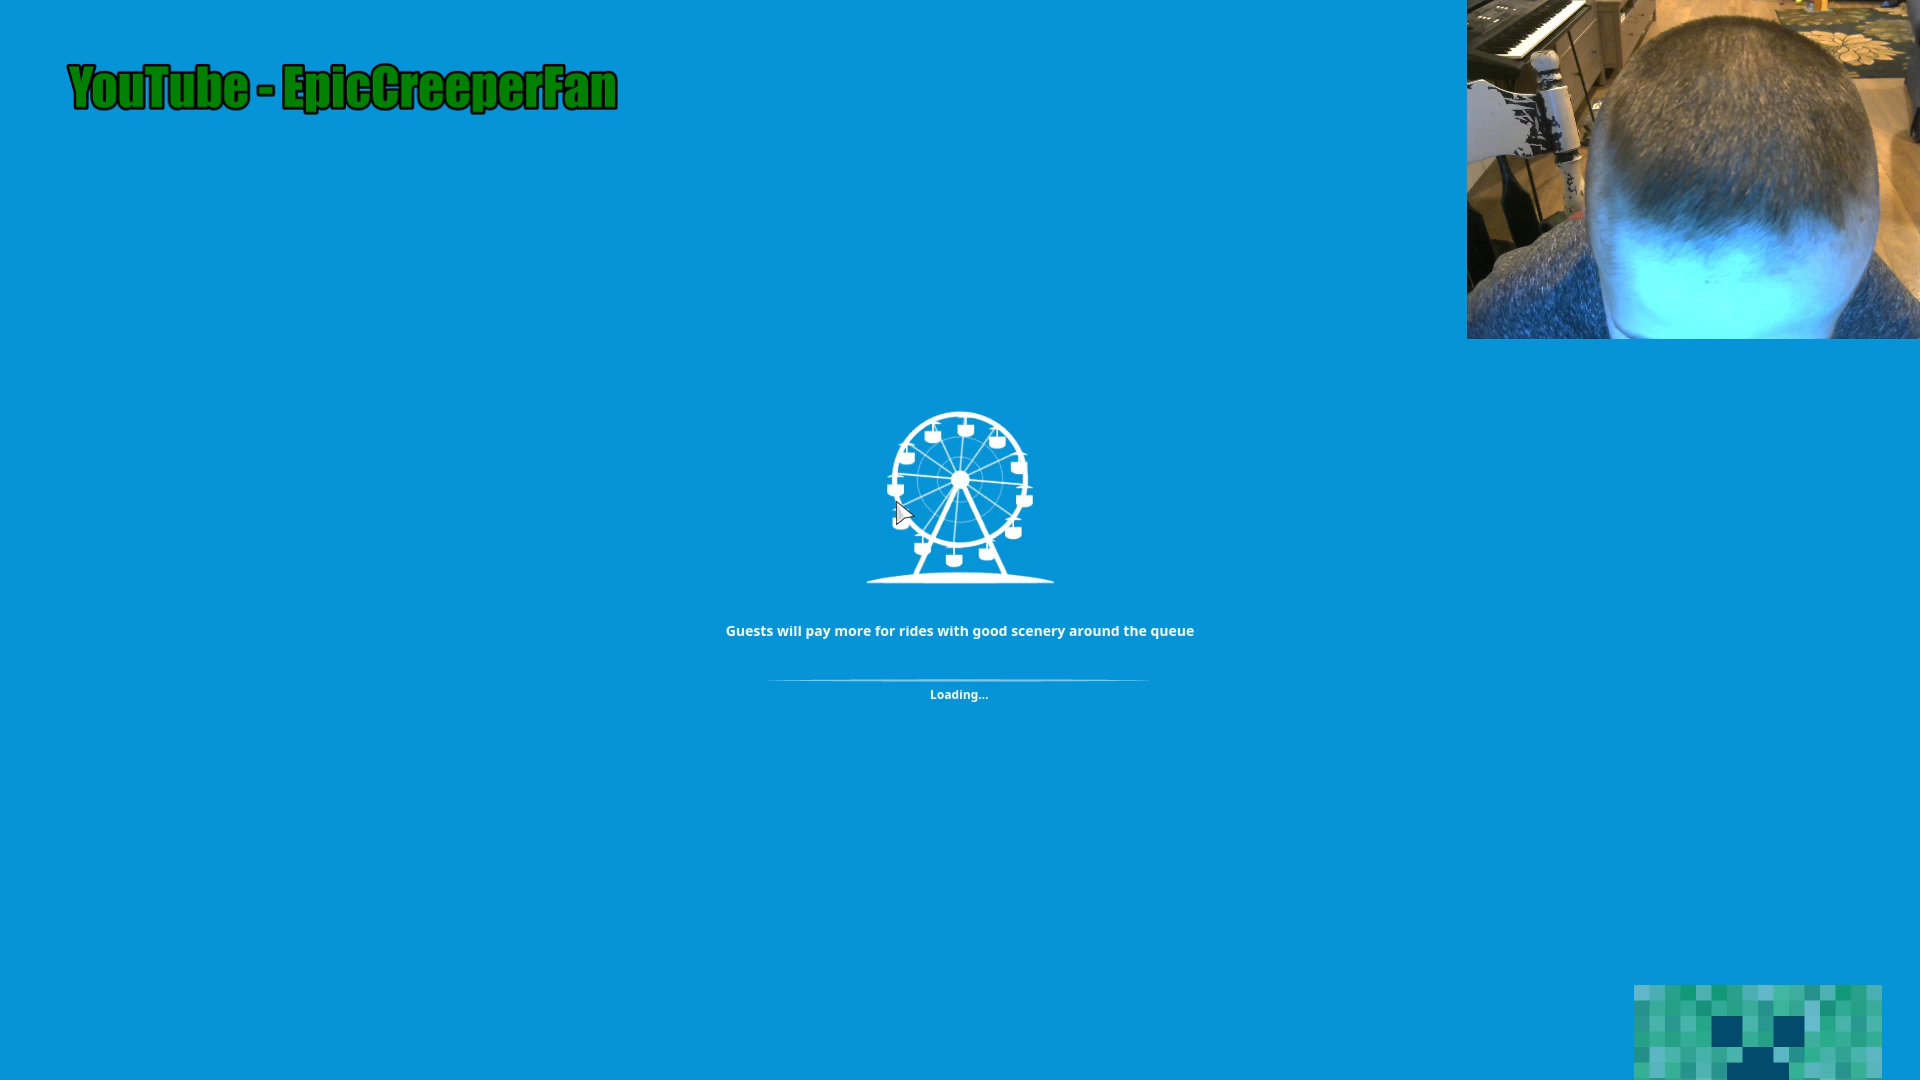 YouTube - EpicCreeperFan
Guests will pay more for rides with good scenery around the queue
Loading...